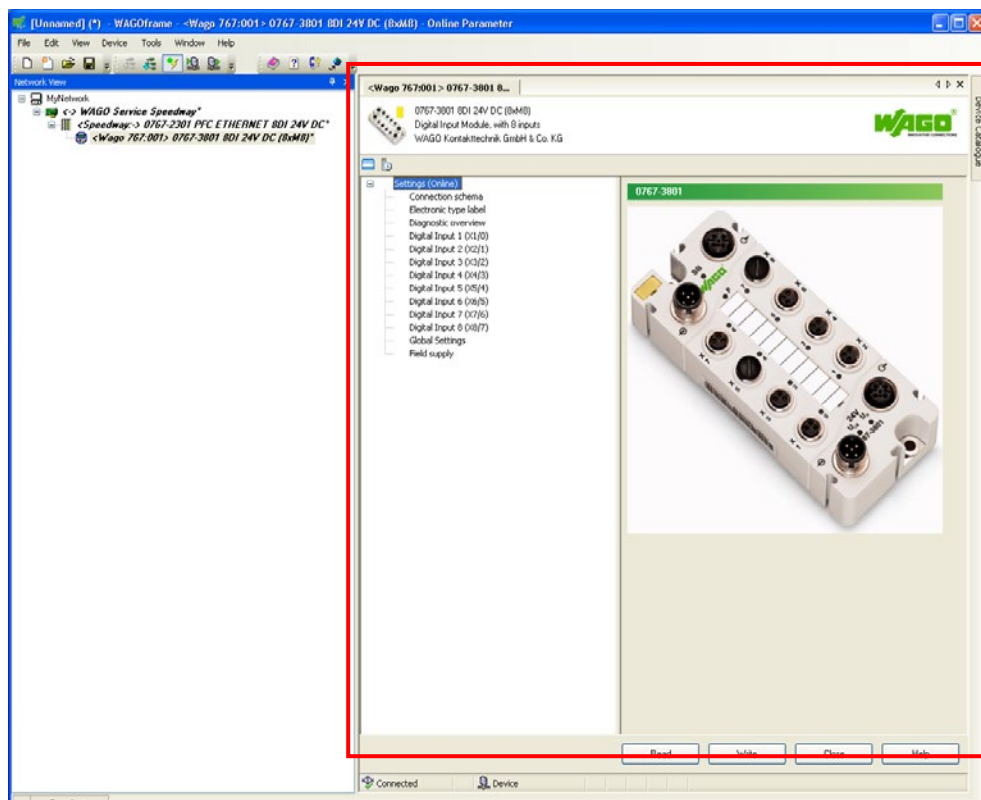 [Unnamed] (*) - WAGOframe - <Wago 767:001> 0767-3801 8DI 24V DC (8xM8) - Online Parameter
File Edit View Device Tools Window Help
Network View
MyNetwork
<-> WAGO Service Speedway*
<Speedway:-> 0767-2301 PFC ETHERNET 8DI 24V DC*
<Wago 767:001> 0767-3801 8DI 24V DC (8xM8)*
<Wago 767:001> 0767-3801 8...
0767-3801 8DI 24V DC (8xM8)
Digital Input Module, with 8 inputs
WAGO Kontakttechnik GmbH & Co. KG
WAGO
INNOVATIVE CONNECTIONS
Device Catalogue
Settings (Online)
Connection schema
Electronic type label
Diagnostic overview
Digital Input 1 (X1/0)
Digital Input 2 (X2/1)
Digital Input 3 (X3/2)
Digital Input 4 (X4/3)
Digital Input 5 (X5/4)
Digital Input 6 (X6/5)
Digital Input 7 (X7/6)
Digital Input 8 (X8/7)
Global Settings
Field supply
0767-3801
WAGO
24V
Read Write Close Help
Connected Device